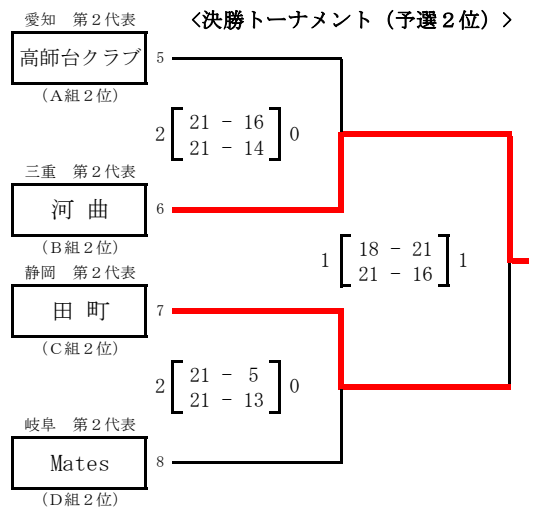 愛知　第２代表
<決勝トーナメント（予選２位）>
高師台クラブ
5
（Ａ組２位）
2 [ 21 － 16 ] 0
21 － 14
三重　第２代表
河 曲
6
（Ｂ組２位）
1 [ 18 － 21 ] 1
21 － 16
静岡　第２代表
田 町
7
（Ｃ組２位）
2 [ 21 － 5 ] 0
21 － 13
岐阜　第２代表
Mates
8
（Ｄ組２位）